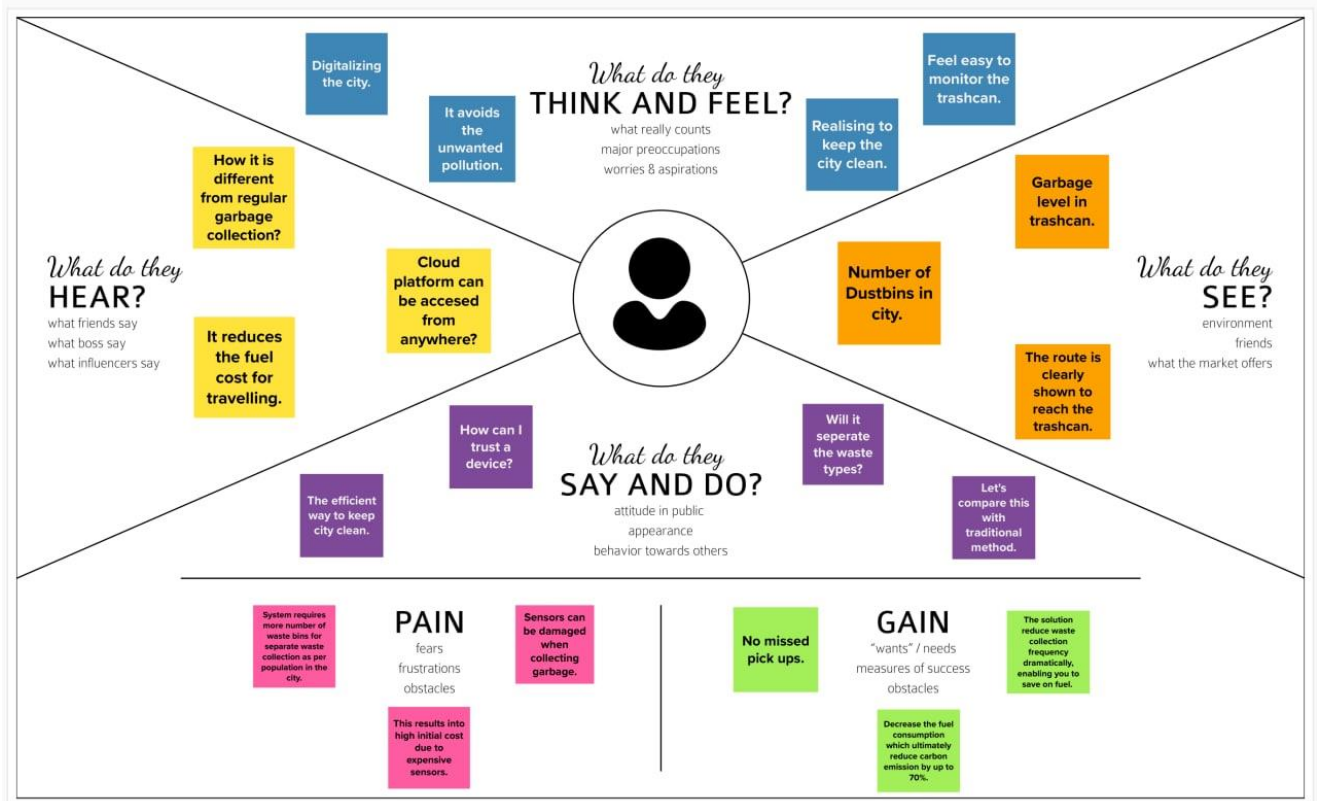 Digitalizing
the city.
It avoids
the
unwanted
pollution.
What do they
THINK AND FEEL?
what really counts
major preoccupations
worries & aspirations
Realising to
keep the
city clean.
Feel easy to
monitor the
trashcan.
How it is
different
from regular
garbage
collection?
What do they
HEAR?
what friends say
what boss say
what influencers say
Cloud
platform can
be accesed
from
anywhere?
It reduces
the fuel
cost for
travelling.
Garbage
level in
trashcan.
Number of
Dustbins in
city.
What do they
SEE?
environment
friends
what the market offers
The route is
clearly
shown to
reach the
trashcan.
How can I
trust a
device?
The efficient
way to keep
city clean.
What do they
SAY AND DO?
attitude in public
appearance
behavior towards others
Will it
seperate
the waste
types?
Let's
compare this
with
traditional
method.
System requires
more number of
waste bins for
separate waste
collection as per
population in the
city.
PAIN
fears
frustrations
obstacles
Sensors can
be damaged
when
collecting
garbage.
This results into
high initial cost
due to
expensive
sensors.
No missed
pick ups.
GAIN
"wants" / needs
measures of success
obstacles
The solution
reduce waste
collection
frequency
dramatically,
enabling you to
save on fuel.
Decrease the fuel
consumption
which ultimately
reduce carbon
emission by up to
70%.